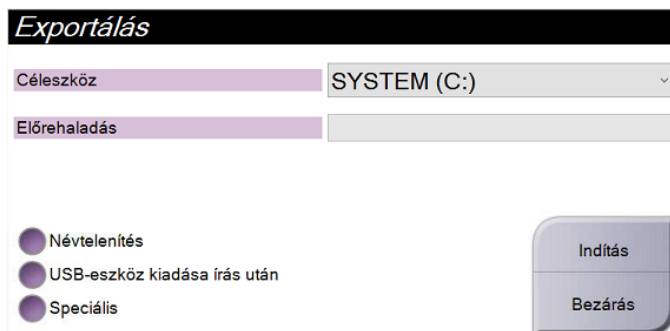 Exportálás
Céleszköz
SYSTEM (C:)
Előrehaladás
Névtelenítés
USB-eszköz kiadása írás után
Speciális
Indítás
Bezárás